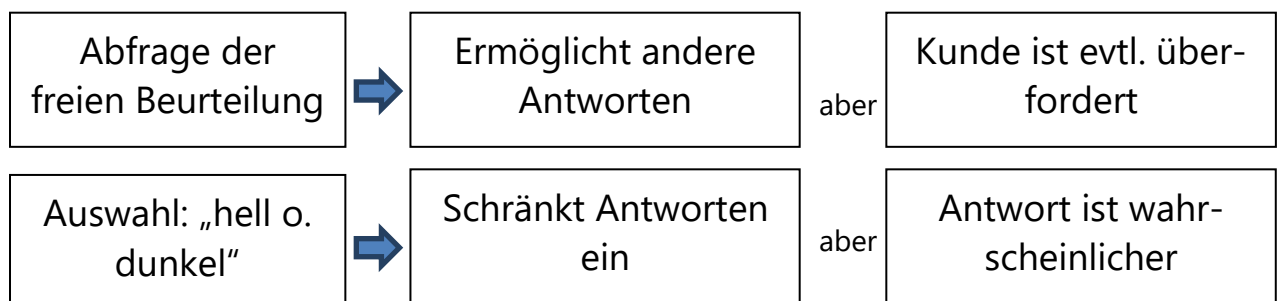 Abfrage der
freien Beurteilung
Ermöglicht andere
Antworten
aber
Kunde ist evtl. über-
fordert
Auswahl: „hell o.
dunkel“
Schränkt Antworten
ein
aber
Antwort ist wahr-
scheinlicher